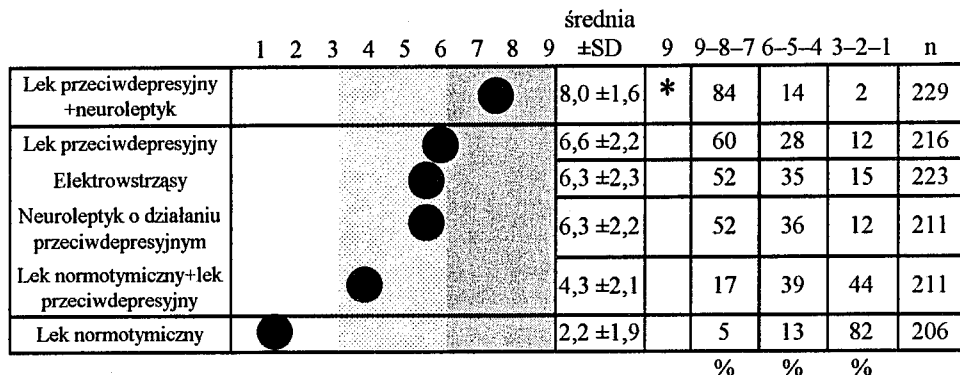 średnia
1 2 3 4 5 6 7 8 9 ±SD 9 9–8–7 6–5–4 3–2–1 n
Lek przeciwdepresyjny
+neuroleptyk 8,0 ±1,6 * 84 14 2 229
Lek przeciwdepresyjny 6,6 ±2,2 60 28 12 216
Elektrowstrząsy 6,3 ±2,3 52 35 15 223
Neuroleptyk o działaniu
przeciwdepresyjnym 6,3 ±2,2 52 36 12 211
Lek normotymiczny+lek
przeciwdepresyjny 4,3 ±2,1 17 39 44 211
Lek normotymiczny 2,2 ±1,9 5 13 82 206
% % %